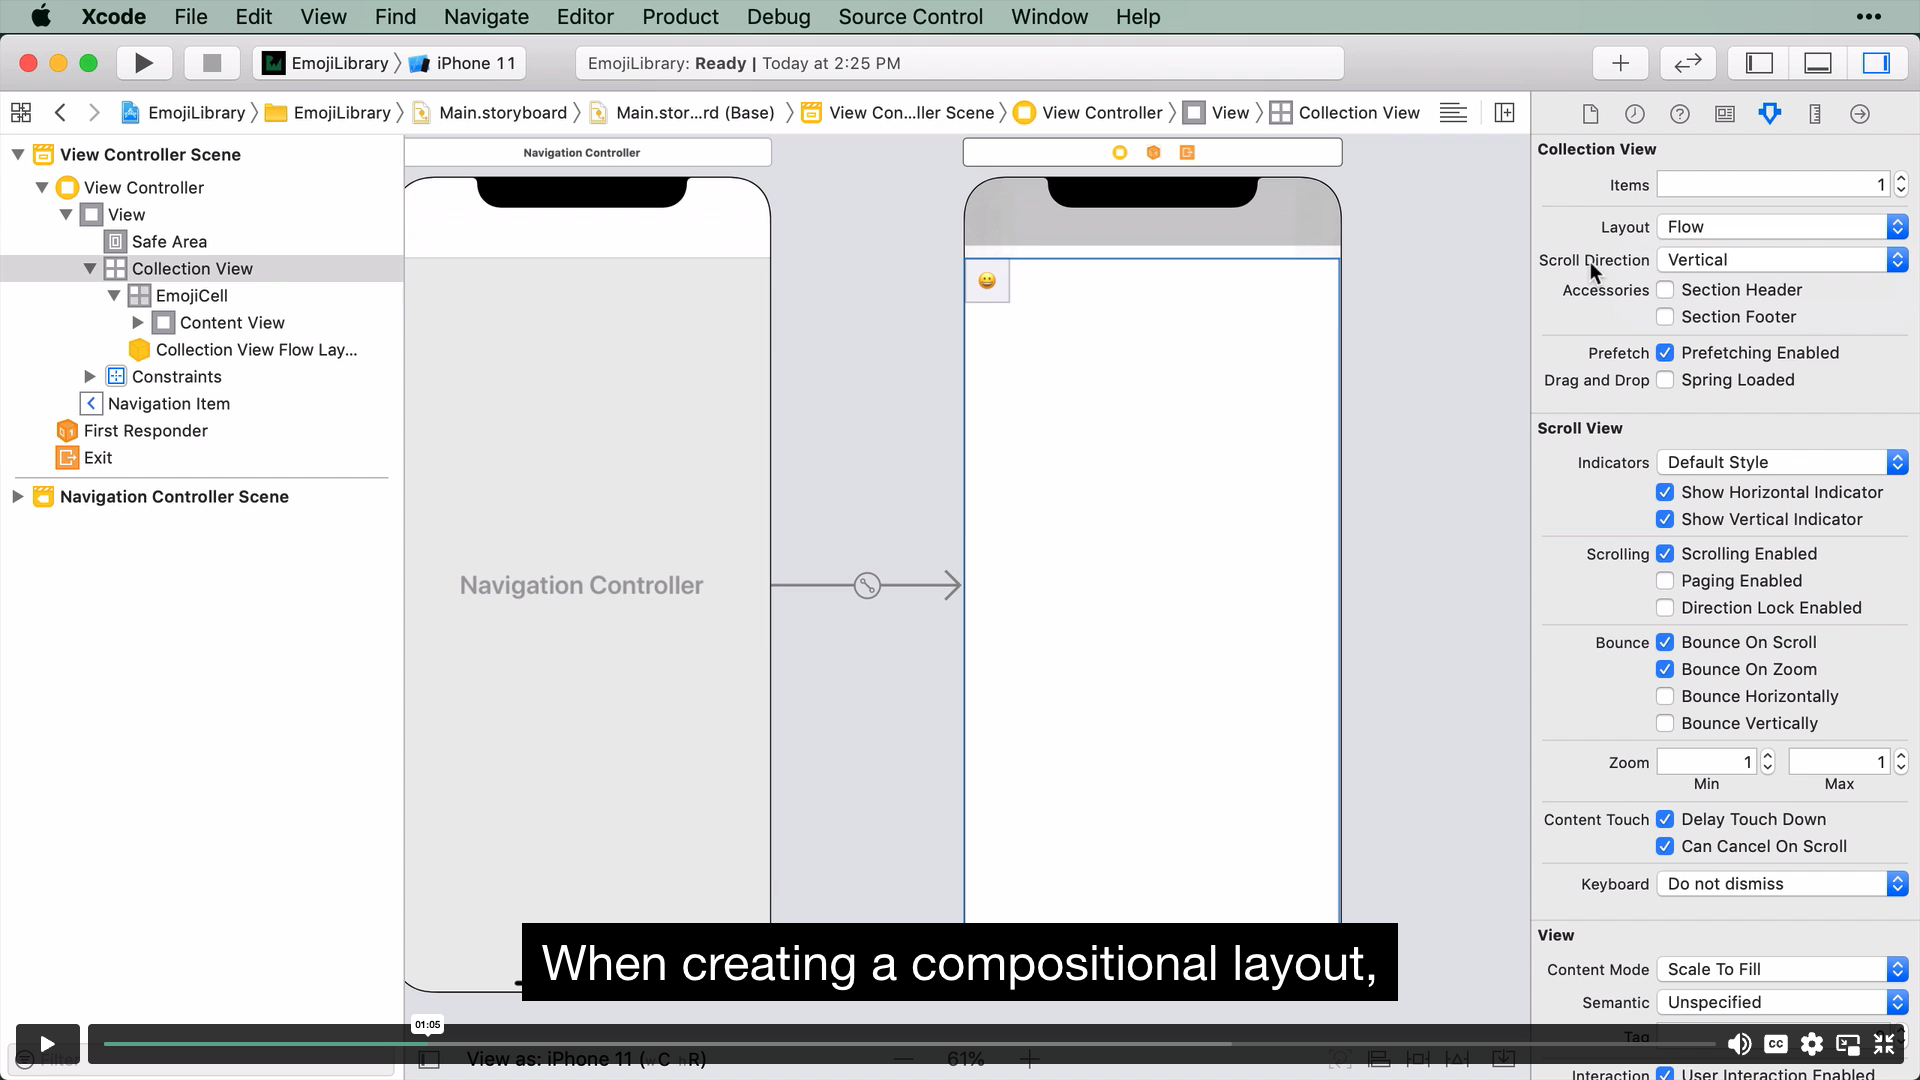 Xcode File Edit View Find Navigate Editor Product Debug Source Control Window Help
EmojiLibrary iPhone 11
EmojiLibrary: Ready | Today at 2:25 PM
EmojiLibrary EmojiLibrary Main.storyboard Main.stor...rd (Base) View Con...ller Scene View Controller View Collection View
View Controller Scene
View Controller
View
Safe Area
Collection View
EmojiCell
Content View
Collection View Flow Lay...
Constraints
Navigation Item
First Responder
Exit
Navigation Controller Scene
Navigation Controller
Navigation Controller
Collection View
Items 1
Layout Flow
Scroll Direction Vertical
Accessories Section Header
Section Footer
Prefetch Prefetching Enabled
Drag and Drop Spring Loaded
Scroll View
Indicators Default Style
Show Horizontal Indicator
Show Vertical Indicator
Scrolling Scrolling Enabled
Paging Enabled
Direction Lock Enabled
Bounce Bounce On Scroll
Bounce On Zoom
Bounce Horizontally
Bounce Vertically
Zoom 1 1
Min Max
Content Touch Delay Touch Down
Can Cancel On Scroll
Keyboard Do not dismiss
View
Content Mode Scale To Fill
Semantic Unspecified
Tag
Interaction User Interaction Enabled
When creating a compositional layout,
01:05
Filter
View as: iPhone 11 (wC hR)
61%
CC